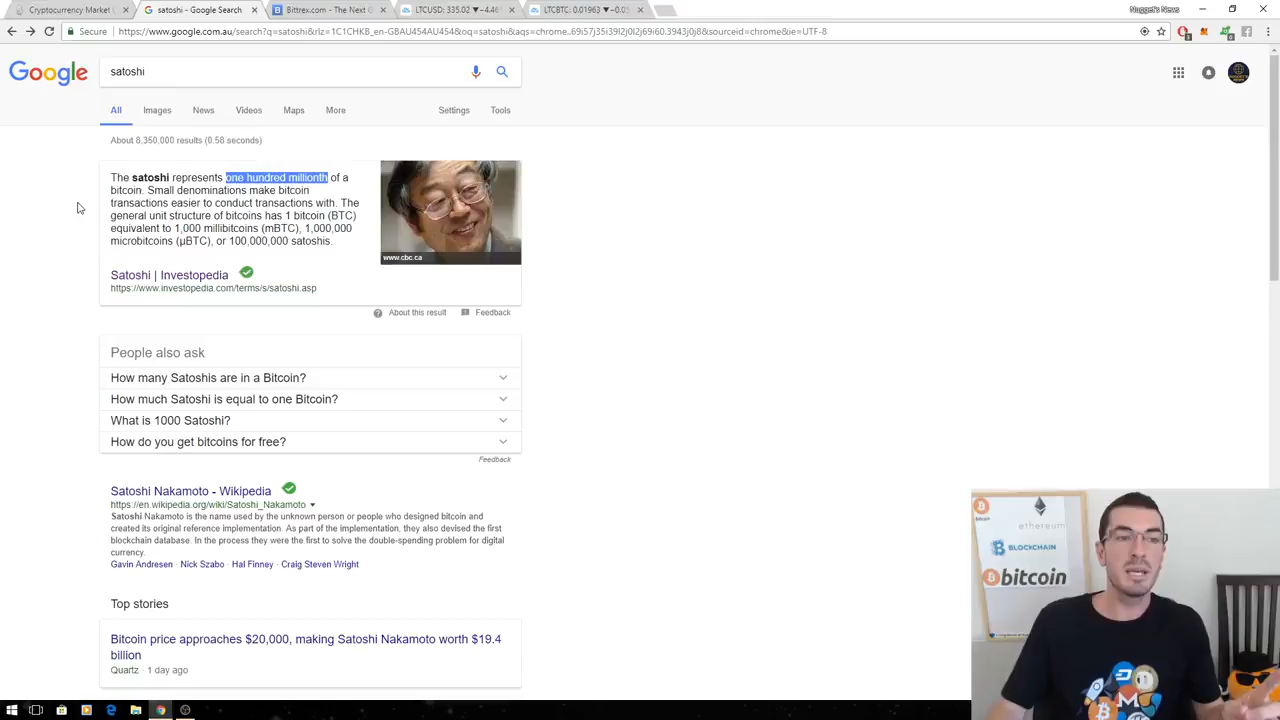 Cryptocurrency Market
satoshi - Google Search
Bittrex.com - The Next G
LTCUSD: 335.02 ▼−4.46
LTCBTC: 0.01963 ▼−0.0
Nugget's News
Secure
https://www.google.com.au/search?q=satoshi&rlz=1C1CHKB_en-GBAU454AU454&oq=satoshi&aqs=chrome..69i57j35i39l2j0l2j69i60.3943j0j8&sourceid=chrome&ie=UTF-8
Google
satoshi
All Images News Videos Maps More Settings Tools
About 8,350,000 results (0.58 seconds)
The satoshi represents one hundred millionth of a
bitcoin. Small denominations make bitcoin
transactions easier to conduct transactions with. The
general unit structure of bitcoins has 1 bitcoin (BTC)
equivalent to 1,000 millibitcoins (mBTC), 1,000,000
microbitcoins (μBTC), or 100,000,000 satoshis.
www.cbc.ca
Satoshi | Investopedia
https://www.investopedia.com/terms/s/satoshi.asp
About this result Feedback
People also ask
How many Satoshis are in a Bitcoin?
How much Satoshi is equal to one Bitcoin?
What is 1000 Satoshi?
How do you get bitcoins for free?
Feedback
Satoshi Nakamoto - Wikipedia
https://en.wikipedia.org/wiki/Satoshi_Nakamoto
Satoshi Nakamoto is the name used by the unknown person or people who designed bitcoin and
created its original reference implementation. As part of the implementation, they also devised the first
blockchain database. In the process they were the first to solve the double-spending problem for digital
currency.
Gavin Andresen · Nick Szabo · Hal Finney · Craig Steven Wright
Top stories
Bitcoin price approaches $20,000, making Satoshi Nakamoto worth $19.4
billion
Quartz · 1 day ago
bitcoin
ethereum
BLOCKCHAIN
bitcoin